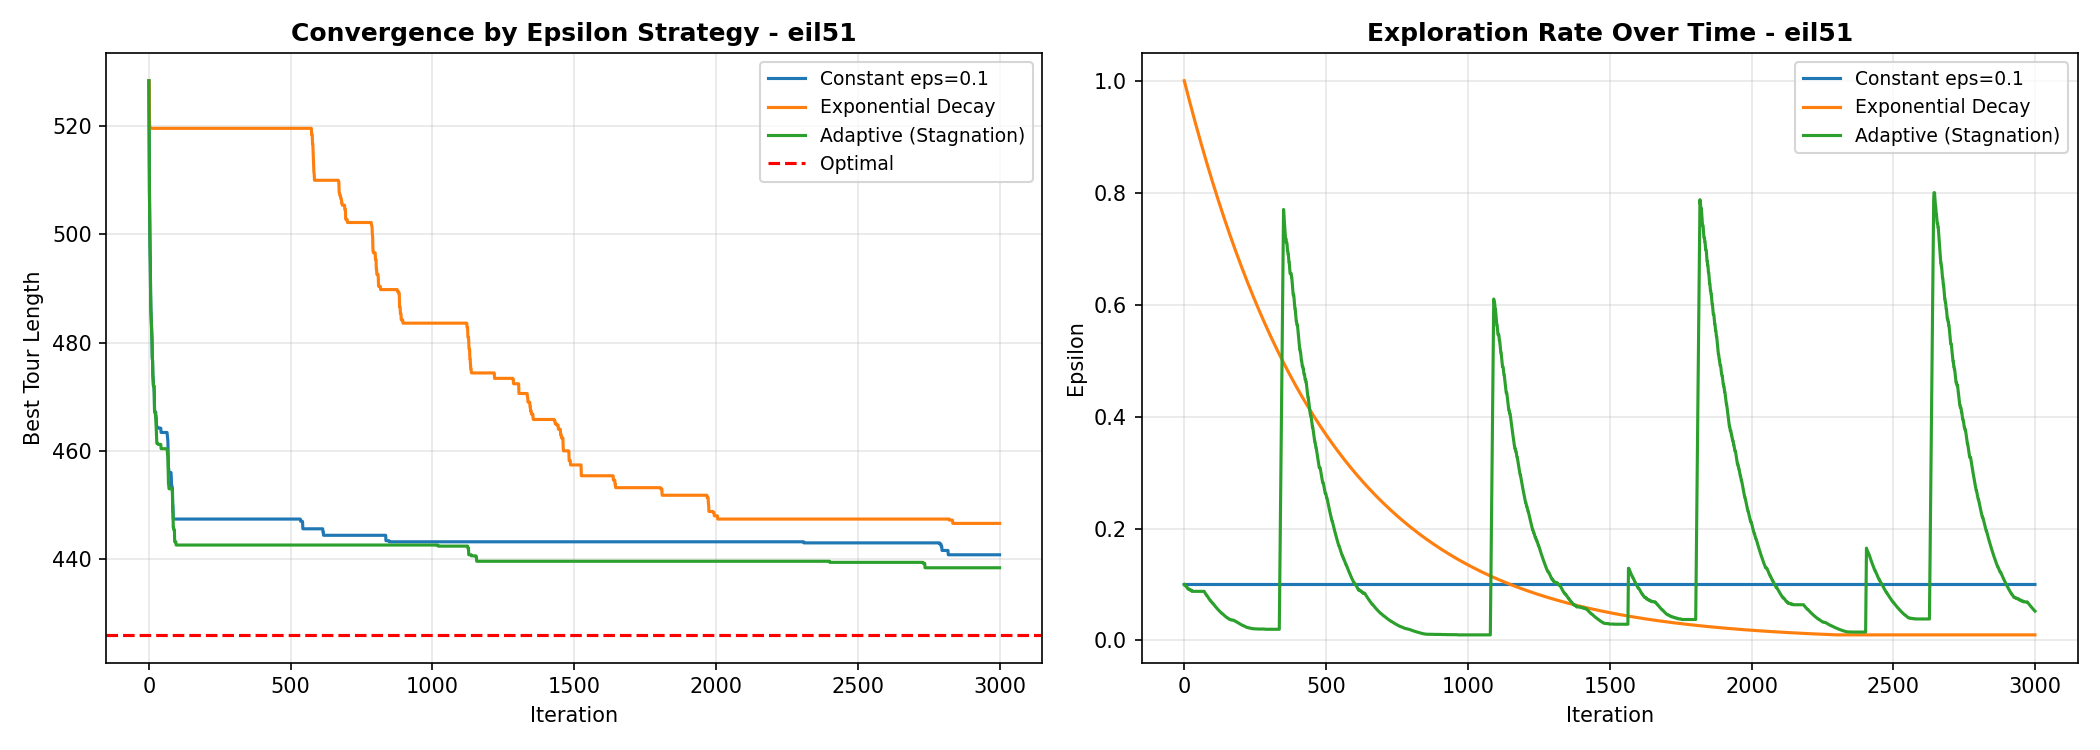 Convergence by Epsilon Strategy - eil51
Constant eps=0.1
Exponential Decay
Adaptive (Stagnation)
Optimal
Best Tour Length
520
500
480
460
440
0 500 1000 1500 2000 2500 3000
Iteration
Exploration Rate Over Time - eil51
Constant eps=0.1
Exponential Decay
Adaptive (Stagnation)
Epsilon
1.0
0.8
0.6
0.4
0.2
0.0
0 500 1000 1500 2000 2500 3000
Iteration